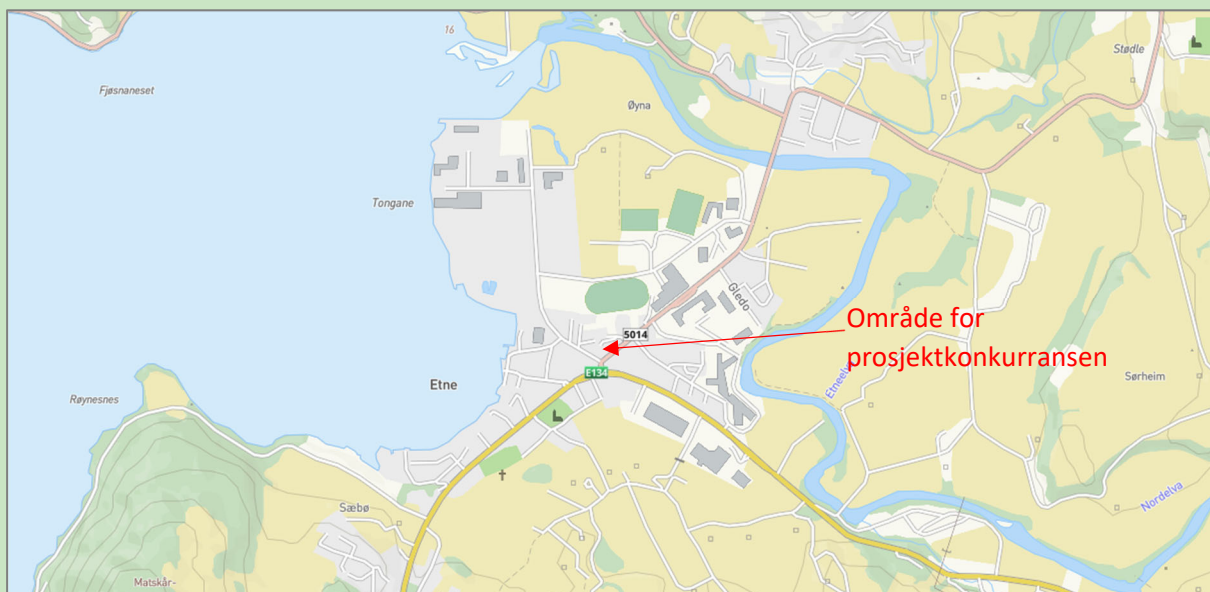 16
Stødle
Fjøsnaneset
Øyna
Tongane
Gledo
Område for
prosjektkonkurransen
5014
E134
Etne
Etneelva
Sørheim
Røynesnes
Nordelva
Sæbø
Matskår-